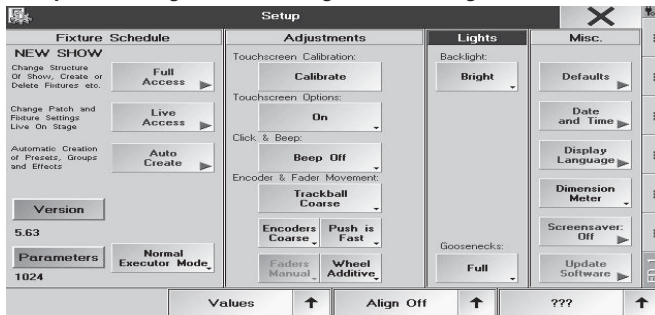 Setup
Fixture Schedule
NEW SHOW
Change Structure
Of Show, Create or
Delete Fixtures etc.
Full
Access
Change Patch and
Fixture Settings
Live On Stage
Live
Access
Automatic Creation
of Presets, Groups
and Effects
Auto
Create
Version
5.63
Parameters
1024
Normal
Executor Mode
Adjustments
Touchscreen Calibration:
Calibrate
Touchscreen Options:
On
Click & Beep:
Beep Off
Encoder & Fader Movement:
Trackball
Coarse
Encoders
Coarse
Push is
Fast
Faders
Manual
Wheel
Additive
Lights
Backlight:
Bright
Goosenecks:
Full
Misc.
Defaults
Date
and Time
Display
Language
Dimension
Meter
Screensaver:
Off
Update
Software
Values
Align Off
???